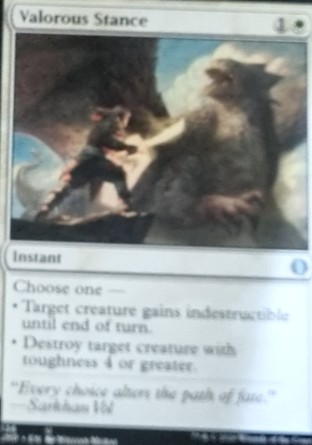 Valorous Stance 1
Instant
Choose one —
• Target creature gains indestructible
until end of turn.
• Destroy target creature with
toughness 4 or greater.
"Every choice alters the path of fate."
—Sarkhan Vol
EN